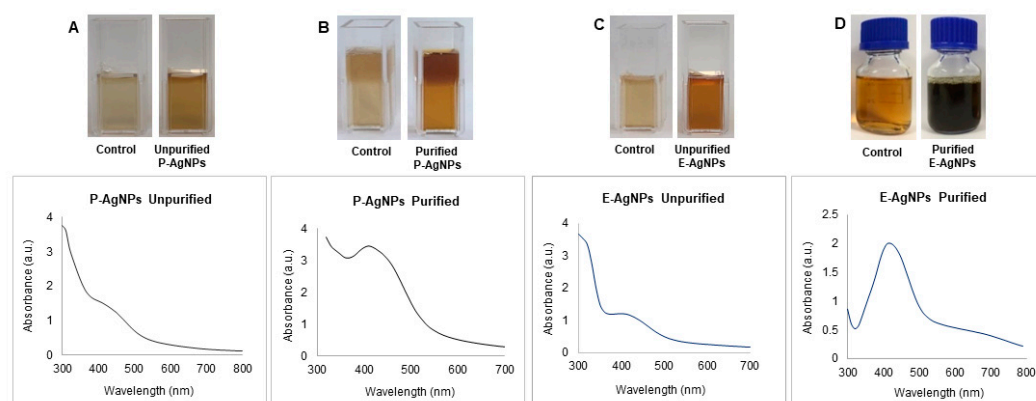 A
B
C
D
Control
Unpurified
P-AgNPs
Control
Purified
P-AgNPs
Control
Unpurified
E-AgNPs
Control
Purified
E-AgNPs
P-AgNPs Unpurified
Absorbance (a.u.)
4
3
2
1
0
300 400 500 600 700 800
Wavelength (nm)
P-AgNPs Purified
Absorbance (a.u.)
4
3
2
1
0
300 400 500 600 700
Wavelength (nm)
E-AgNPs Unpurified
Absorbance (a.u.)
4
3
2
1
0
300 400 500 600 700
Wavelength (nm)
E-AgNPs Purified
Absorbance (a.u.)
2.5
2
1.5
1
0.5
0
300 400 500 600 700 800
Wavelength (nm)